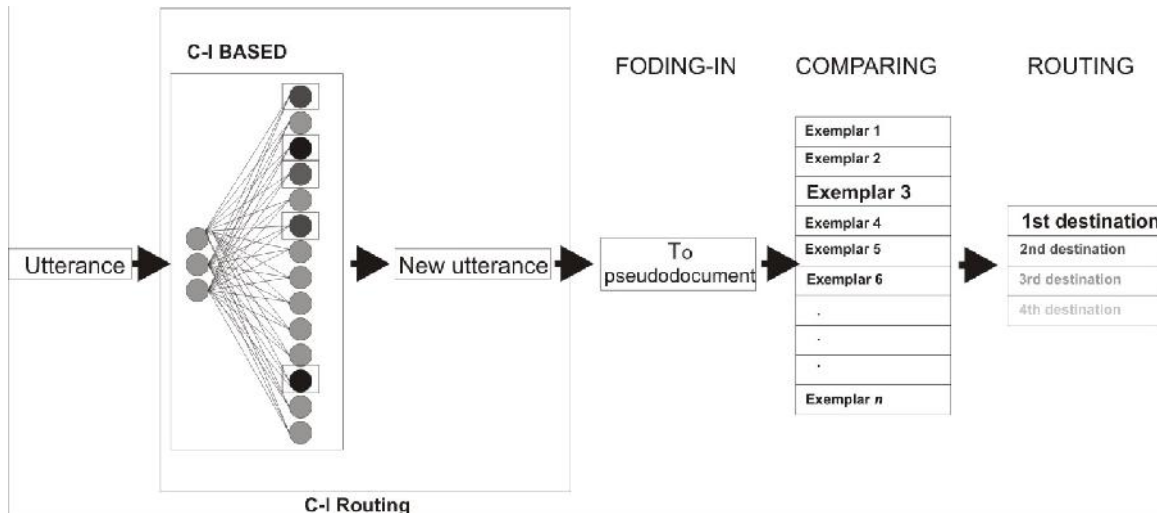 C-I BASED
FODING-IN
COMPARING
ROUTING
Exemplar 1
Exemplar 2
Exemplar 3
Exemplar 4
Exemplar 5
Exemplar 6
.
.
.
Exemplar n
Utterance
New utterance
To
pseudodocument
1st destination
2nd destination
3rd destination
4th destination
C-I Routing